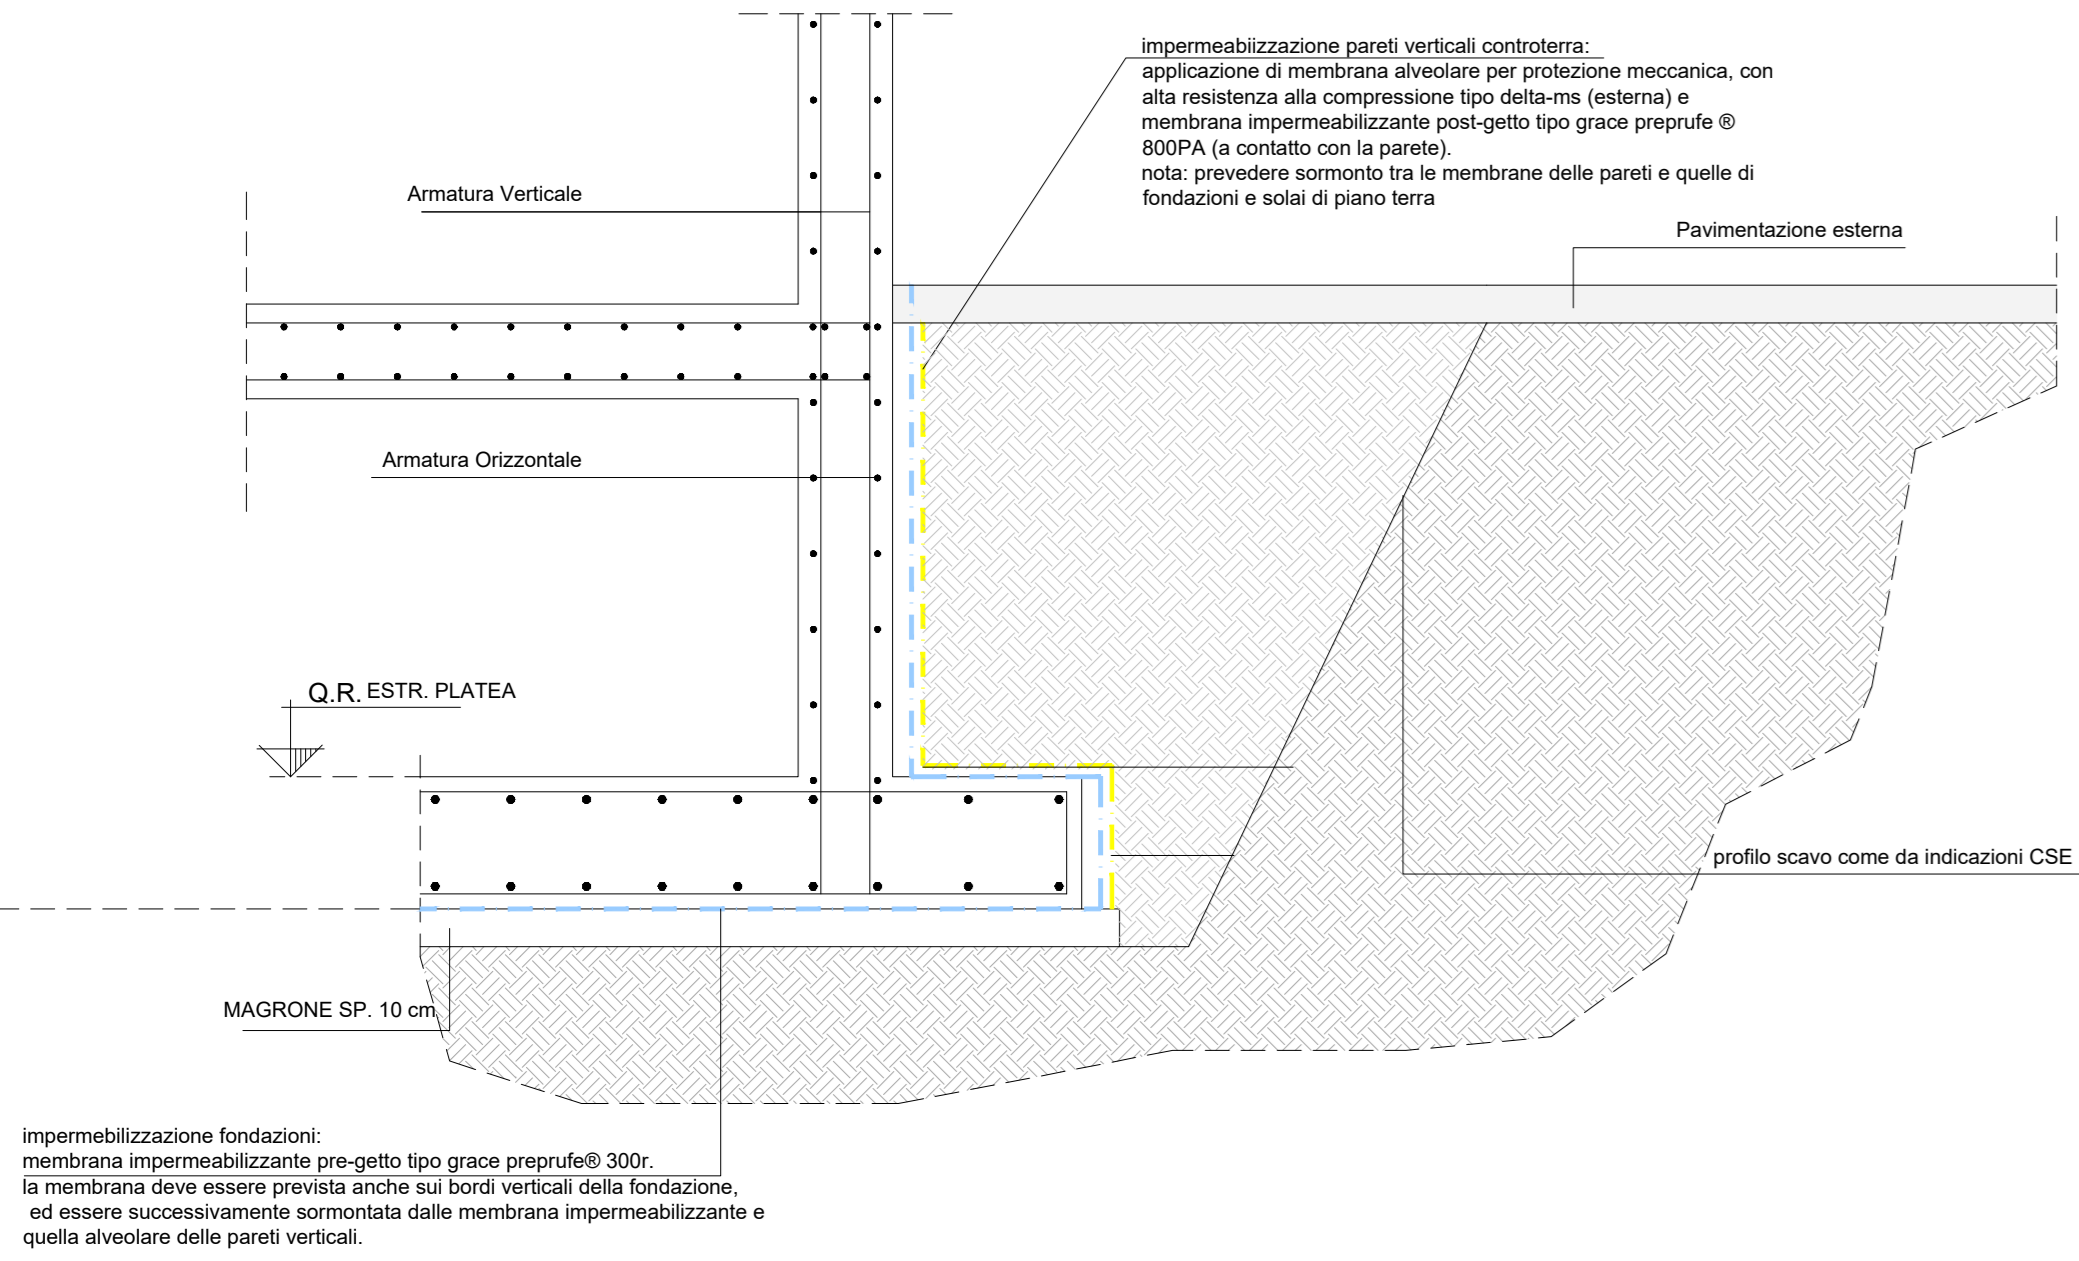 impermeabiizzazione pareti verticali controterra:
applicazione di membrana alveolare per protezione meccanica, con
alta resistenza alla compressione tipo delta-ms (esterna) e
membrana impermeabilizzante post-getto tipo grace preprufe ®
800PA (a contatto con la parete).
nota: prevedere sormonto tra le membrane delle pareti e quelle di
fondazioni e solai di piano terra
Armatura Verticale
Pavimentazione esterna
Armatura Orizzontale
Q.R. ESTR. PLATEA
profilo scavo come da indicazioni CSE
MAGRONE SP. 10 cm
impermebilizzazione fondazioni:
membrana impermeabilizzante pre-getto tipo grace preprufe® 300r.
la membrana deve essere prevista anche sui bordi verticali della fondazione,
ed essere successivamente sormontata dalle membrana impermeabilizzante e
quella alveolare delle pareti verticali.